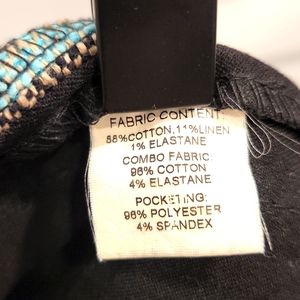 FABRIC CONTENT:
88%COTTON, 11%LINEN
1% ELASTANE
COMBO FABRIC:
96% COTTON
4% ELASTANE
POCKETING:
96% POLYESTER
4% SPANDEX